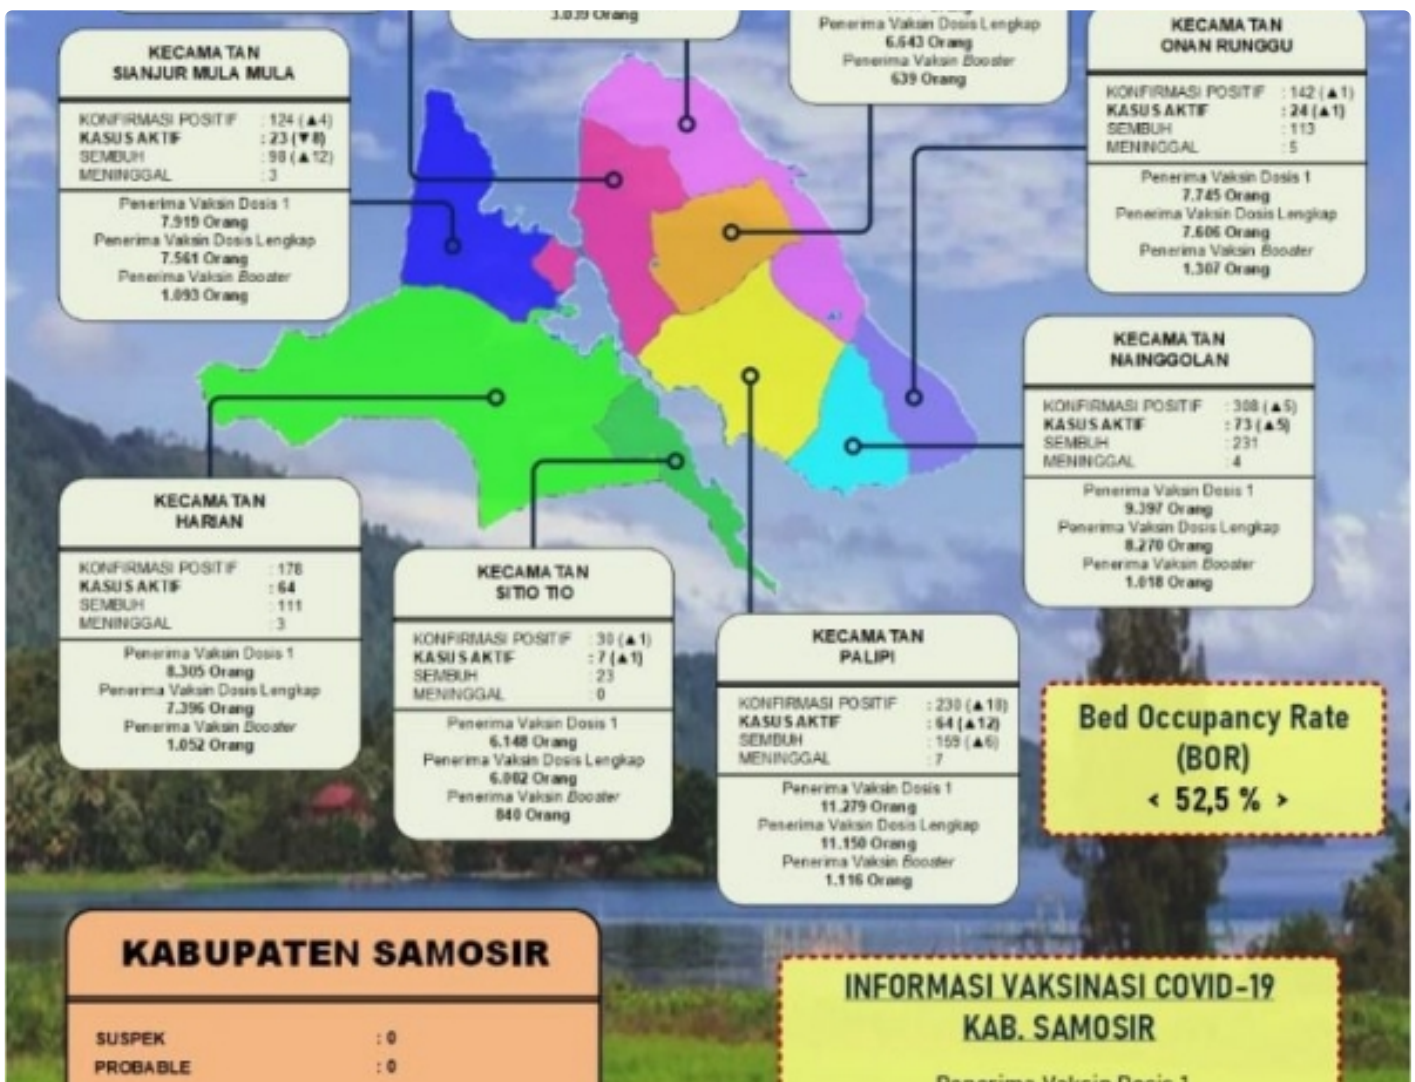 3.039 Orang
Penerima Vaksin Dosis Lengkap
6.643 Orang
Penerima Vaksin Booster
639 Orang
KECAMATAN
SIANJUR MULA MULA
KONFIRMASI POSITIF : 124 (▲4)
KASUS AKTIF : 23 (▼8)
SEMBUH : 98 (▲12)
MENINGGAL : 3
Penerima Vaksin Dosis 1
7.919 Orang
Penerima Vaksin Dosis Lengkap
7.561 Orang
Penerima Vaksin Booster
1.093 Orang
KECAMATAN
ONAN RUNGGU
KONFIRMASI POSITIF : 142 (▲1)
KASUS AKTIF : 24 (▲1)
SEMBUH : 113
MENINGGAL : 5
Penerima Vaksin Dosis 1
7.745 Orang
Penerima Vaksin Dosis Lengkap
7.606 Orang
Penerima Vaksin Booster
1.307 Orang
KECAMATAN
NAINGGOLAN
KONFIRMASI POSITIF : 308 (▲5)
KASUS AKTIF : 73 (▲5)
SEMBUH : 231
MENINGGAL : 4
Penerima Vaksin Dosis 1
9.397 Orang
Penerima Vaksin Dosis Lengkap
8.270 Orang
Penerima Vaksin Booster
1.018 Orang
KECAMATAN
HARIAN
KONFIRMASI POSITIF : 178
KASUS AKTIF : 64
SEMBUH : 111
MENINGGAL : 3
Penerima Vaksin Dosis 1
8.305 Orang
Penerima Vaksin Dosis Lengkap
7.396 Orang
Penerima Vaksin Booster
1.052 Orang
KECAMATAN
SITIO TIO
KONFIRMASI POSITIF : 30 (▲1)
KASUS AKTIF : 7 (▲1)
SEMBUH : 23
MENINGGAL : 0
Penerima Vaksin Dosis 1
6.148 Orang
Penerima Vaksin Dosis Lengkap
6.002 Orang
Penerima Vaksin Booster
840 Orang
KECAMATAN
PALIPI
KONFIRMASI POSITIF : 230 (▲18)
KASUS AKTIF : 64 (▲12)
SEMBUH : 159 (▲6)
MENINGGAL : 7
Penerima Vaksin Dosis 1
11.279 Orang
Penerima Vaksin Dosis Lengkap
11.150 Orang
Penerima Vaksin Booster
1.116 Orang
Bed Occupancy Rate
(BOR)
< 52,5 % >
KABUPATEN SAMOSIR
SUSPEK : 0
PROBABLE : 0
INFORMASI VAKSINASI COVID-19
KAB. SAMOSIR
Penerima Vaksin Dosis 1